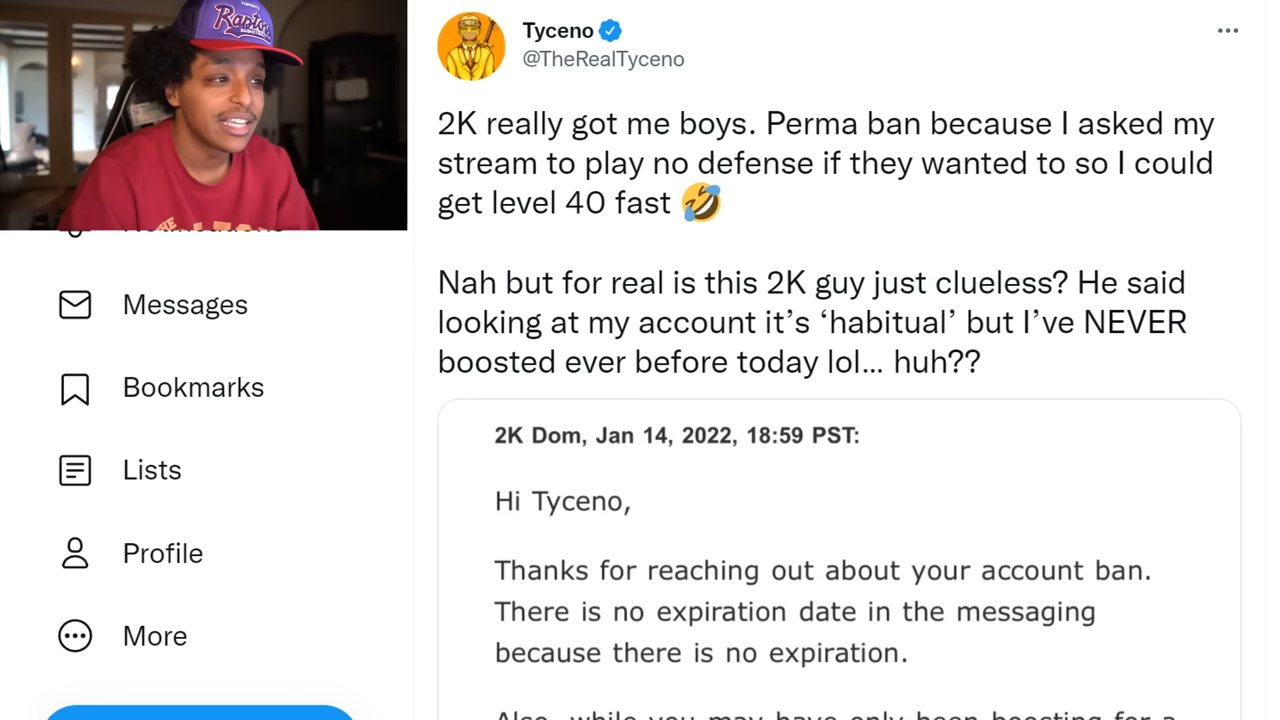 TORONTO
Raptors
BASKETBALL
THE
Notifications
Messages
Bookmarks
Lists
Profile
More
Tyceno
@TheRealTyceno
2K really got me boys. Perma ban because I asked my
stream to play no defense if they wanted to so I could
get level 40 fast 🤣
Nah but for real is this 2K guy just clueless? He said
looking at my account it’s ‘habitual’ but I’ve NEVER
boosted ever before today lol... huh??
2K Dom, Jan 14, 2022, 18:59 PST:
Hi Tyceno,
Thanks for reaching out about your account ban.
There is no expiration date in the messaging
because there is no expiration.
Also, while you may have only been boosting for a